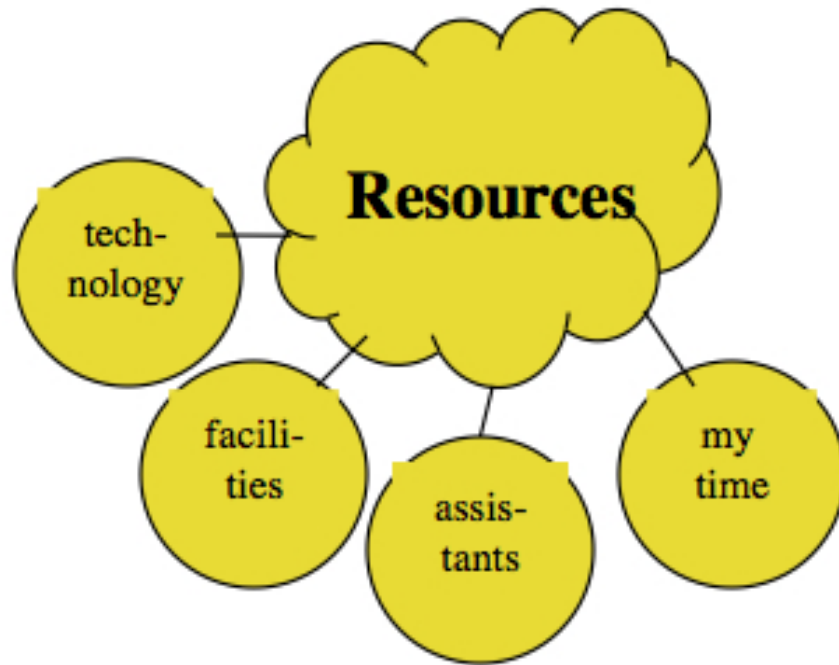 Resources
tech-
nology
facili-
ties
assis-
tants
my
time